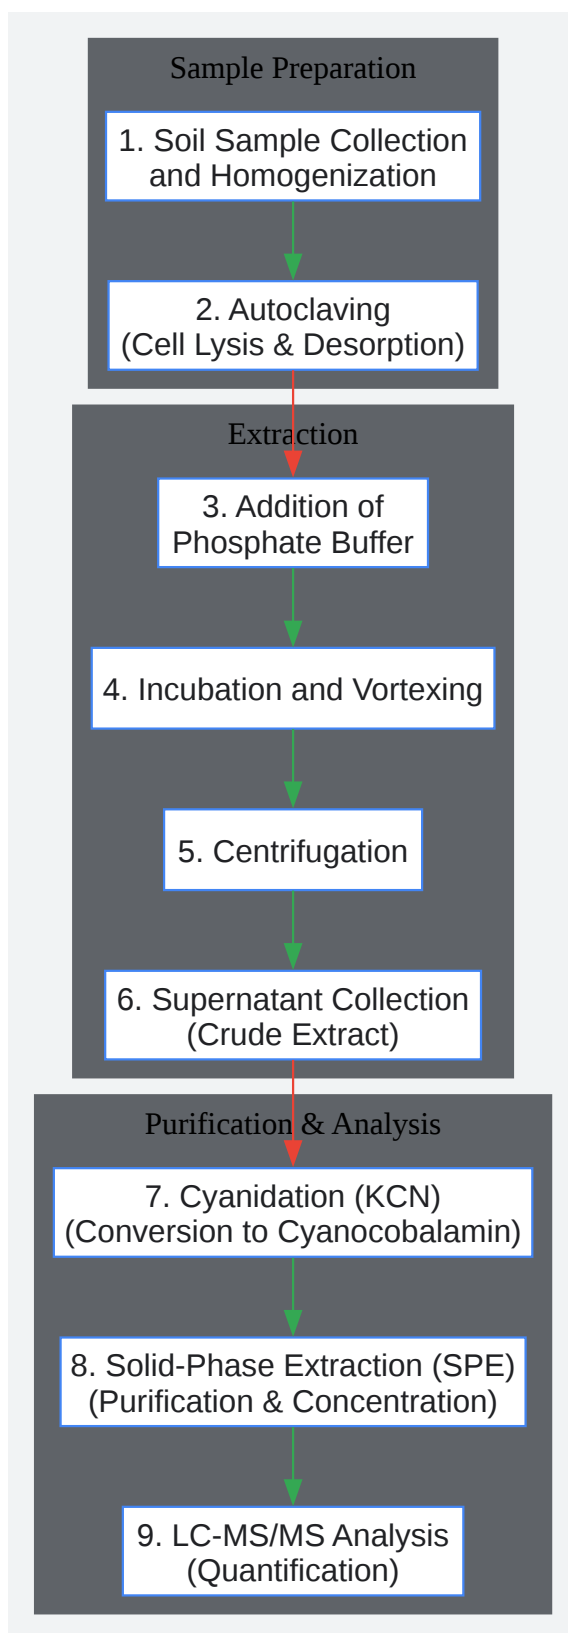 Sample Preparation
1. Soil Sample Collection
and Homogenization
2. Autoclaving
(Cell Lysis & Desorption)
Extraction
3. Addition of
Phosphate Buffer
4. Incubation and Vortexing
5. Centrifugation
6. Supernatant Collection
(Crude Extract)
Purification & Analysis
7. Cyanidation (KCN)
(Conversion to Cyanocobalamin)
8. Solid-Phase Extraction (SPE)
(Purification & Concentration)
9. LC-MS/MS Analysis
(Quantification)